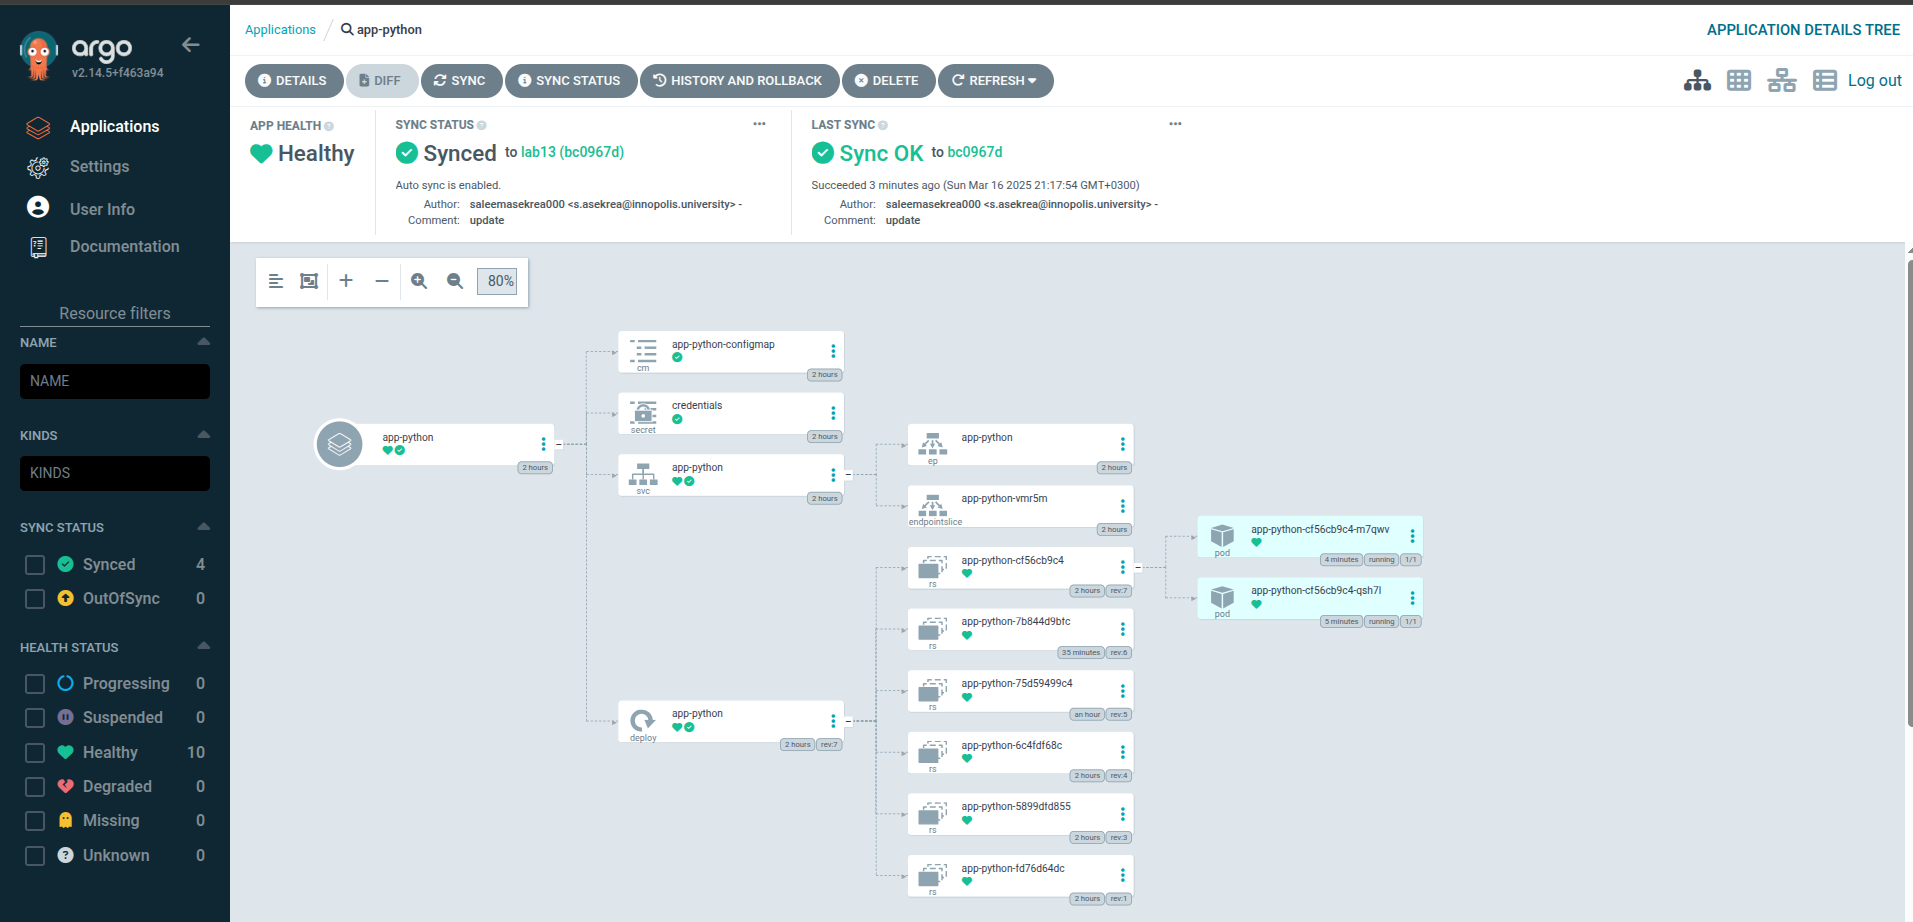 argo
v2.14.5+f463a94
Applications
Settings
User Info
Documentation
Resource filters
NAME
NAME
KINDS
KINDS
SYNC STATUS
Synced 4
OutOfSync 0
HEALTH STATUS
Progressing 0
Suspended 0
Healthy 10
Degraded 0
Missing 0
Unknown 0
Applications / app-python
APPLICATION DETAILS TREE
DETAILS DIFF SYNC SYNC STATUS HISTORY AND ROLLBACK DELETE REFRESH
Log out
APP HEALTH
Healthy
SYNC STATUS
Synced to lab13 (bc0967d)
Auto sync is enabled.
Author: saleemasekrea000 <s.asekrea@innopolis.university> -
Comment: update
LAST SYNC
Sync OK to bc0967d
Succeeded 3 minutes ago (Sun Mar 16 2025 21:17:54 GMT+0300)
Author: saleemasekrea000 <s.asekrea@innopolis.university> -
Comment: update
80%
app-python
2 hours
app-python-configmap
cm
2 hours
credentials
secret
2 hours
app-python
svc
2 hours
app-python
deploy
2 hours rev:7
app-python
ep
2 hours
app-python-vmr5m
endpointslice
2 hours
app-python-cf56cb9c4
rs
2 hours rev:7
app-python-7b844d9bfc
rs
35 minutes rev:6
app-python-75d59499c4
rs
an hour rev:5
app-python-6c4fdf68c
rs
2 hours rev:4
app-python-5899dfd855
rs
2 hours rev:3
app-python-fd76d64dc
rs
2 hours rev:1
app-python-cf56cb9c4-m7qwv
pod
4 minutes running 1/1
app-python-cf56cb9c4-qsh7l
pod
5 minutes running 1/1